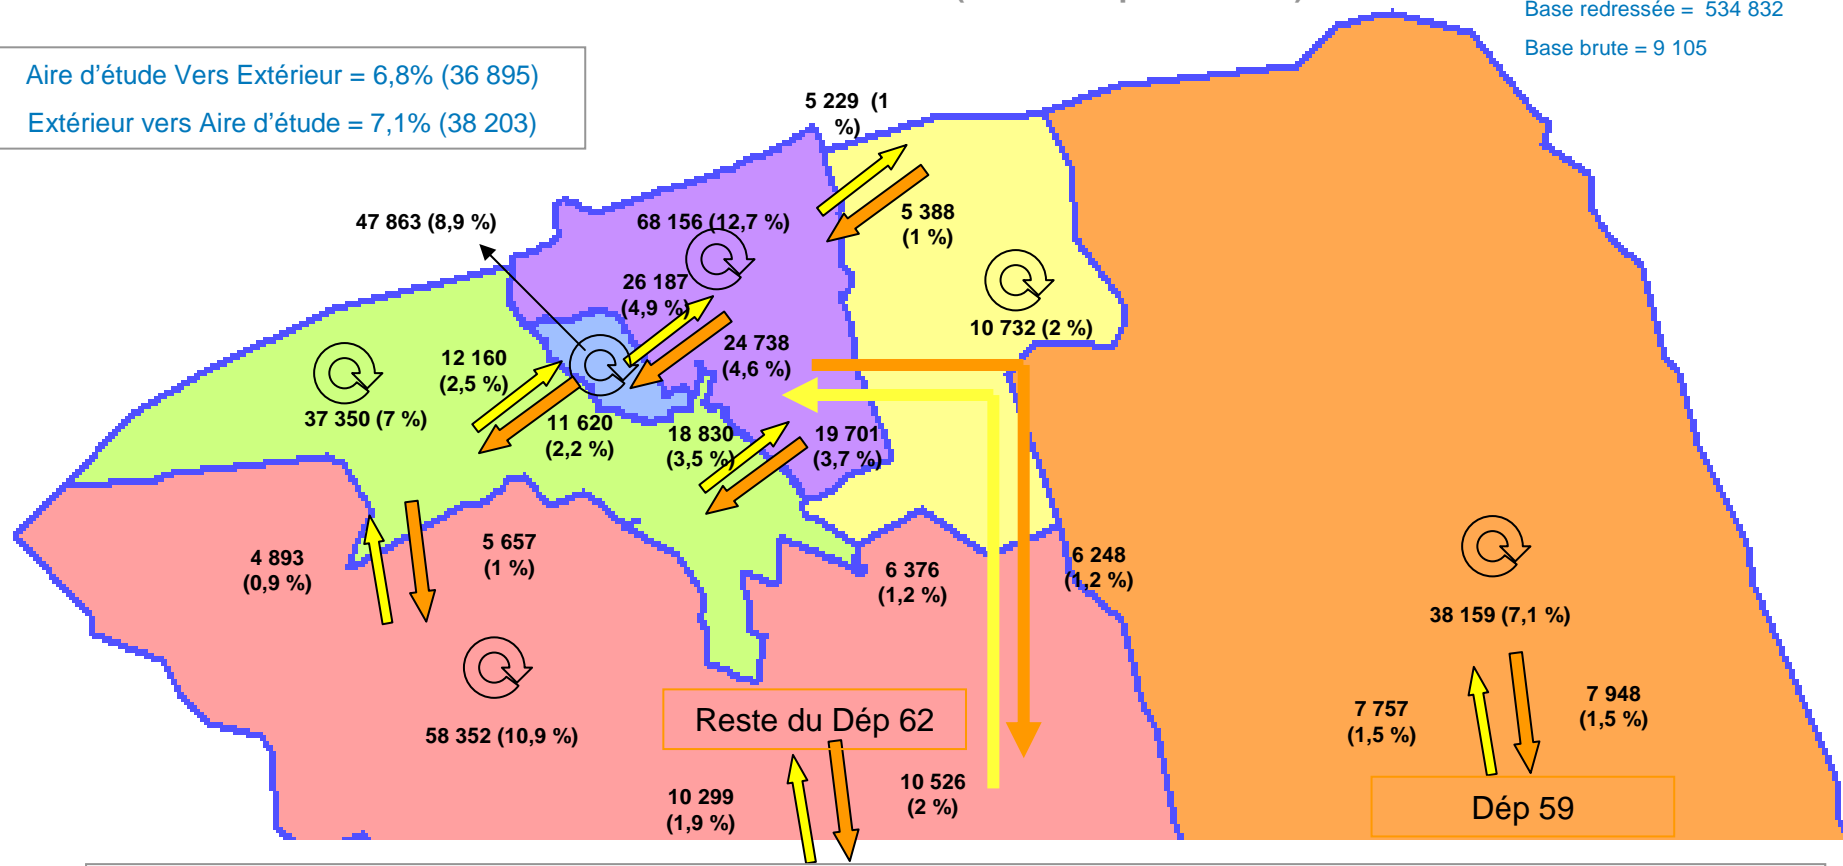 Base redressée = 534 832
Base brute = 9 105
Aire d'étude Vers Extérieur = 6,8% (36 895)
Extérieur vers Aire d'étude = 7,1% (38 203)
5 229 (1
%)
47 863 (8,9 %)
68 156 (12,7 %)
5 388
(1 %)
26 187
(4,9 %)
10 732 (2 %)
24 738
(4,6 %)
12 160
(2,5 %)
37 350 (7 %)
11 620
(2,2 %)
18 830
(3,5 %)
19 701
(3,7 %)
4 893
(0,9 %)
5 657
(1 %)
6 376
(1,2 %)
6 248
(1,2 %)
38 159 (7,1 %)
58 352 (10,9 %)
Reste du Dép 62
7 757
(1,5 %)
7 948
(1,5 %)
10 299
(1,9 %)
10 526
(2 %)
Dép 59